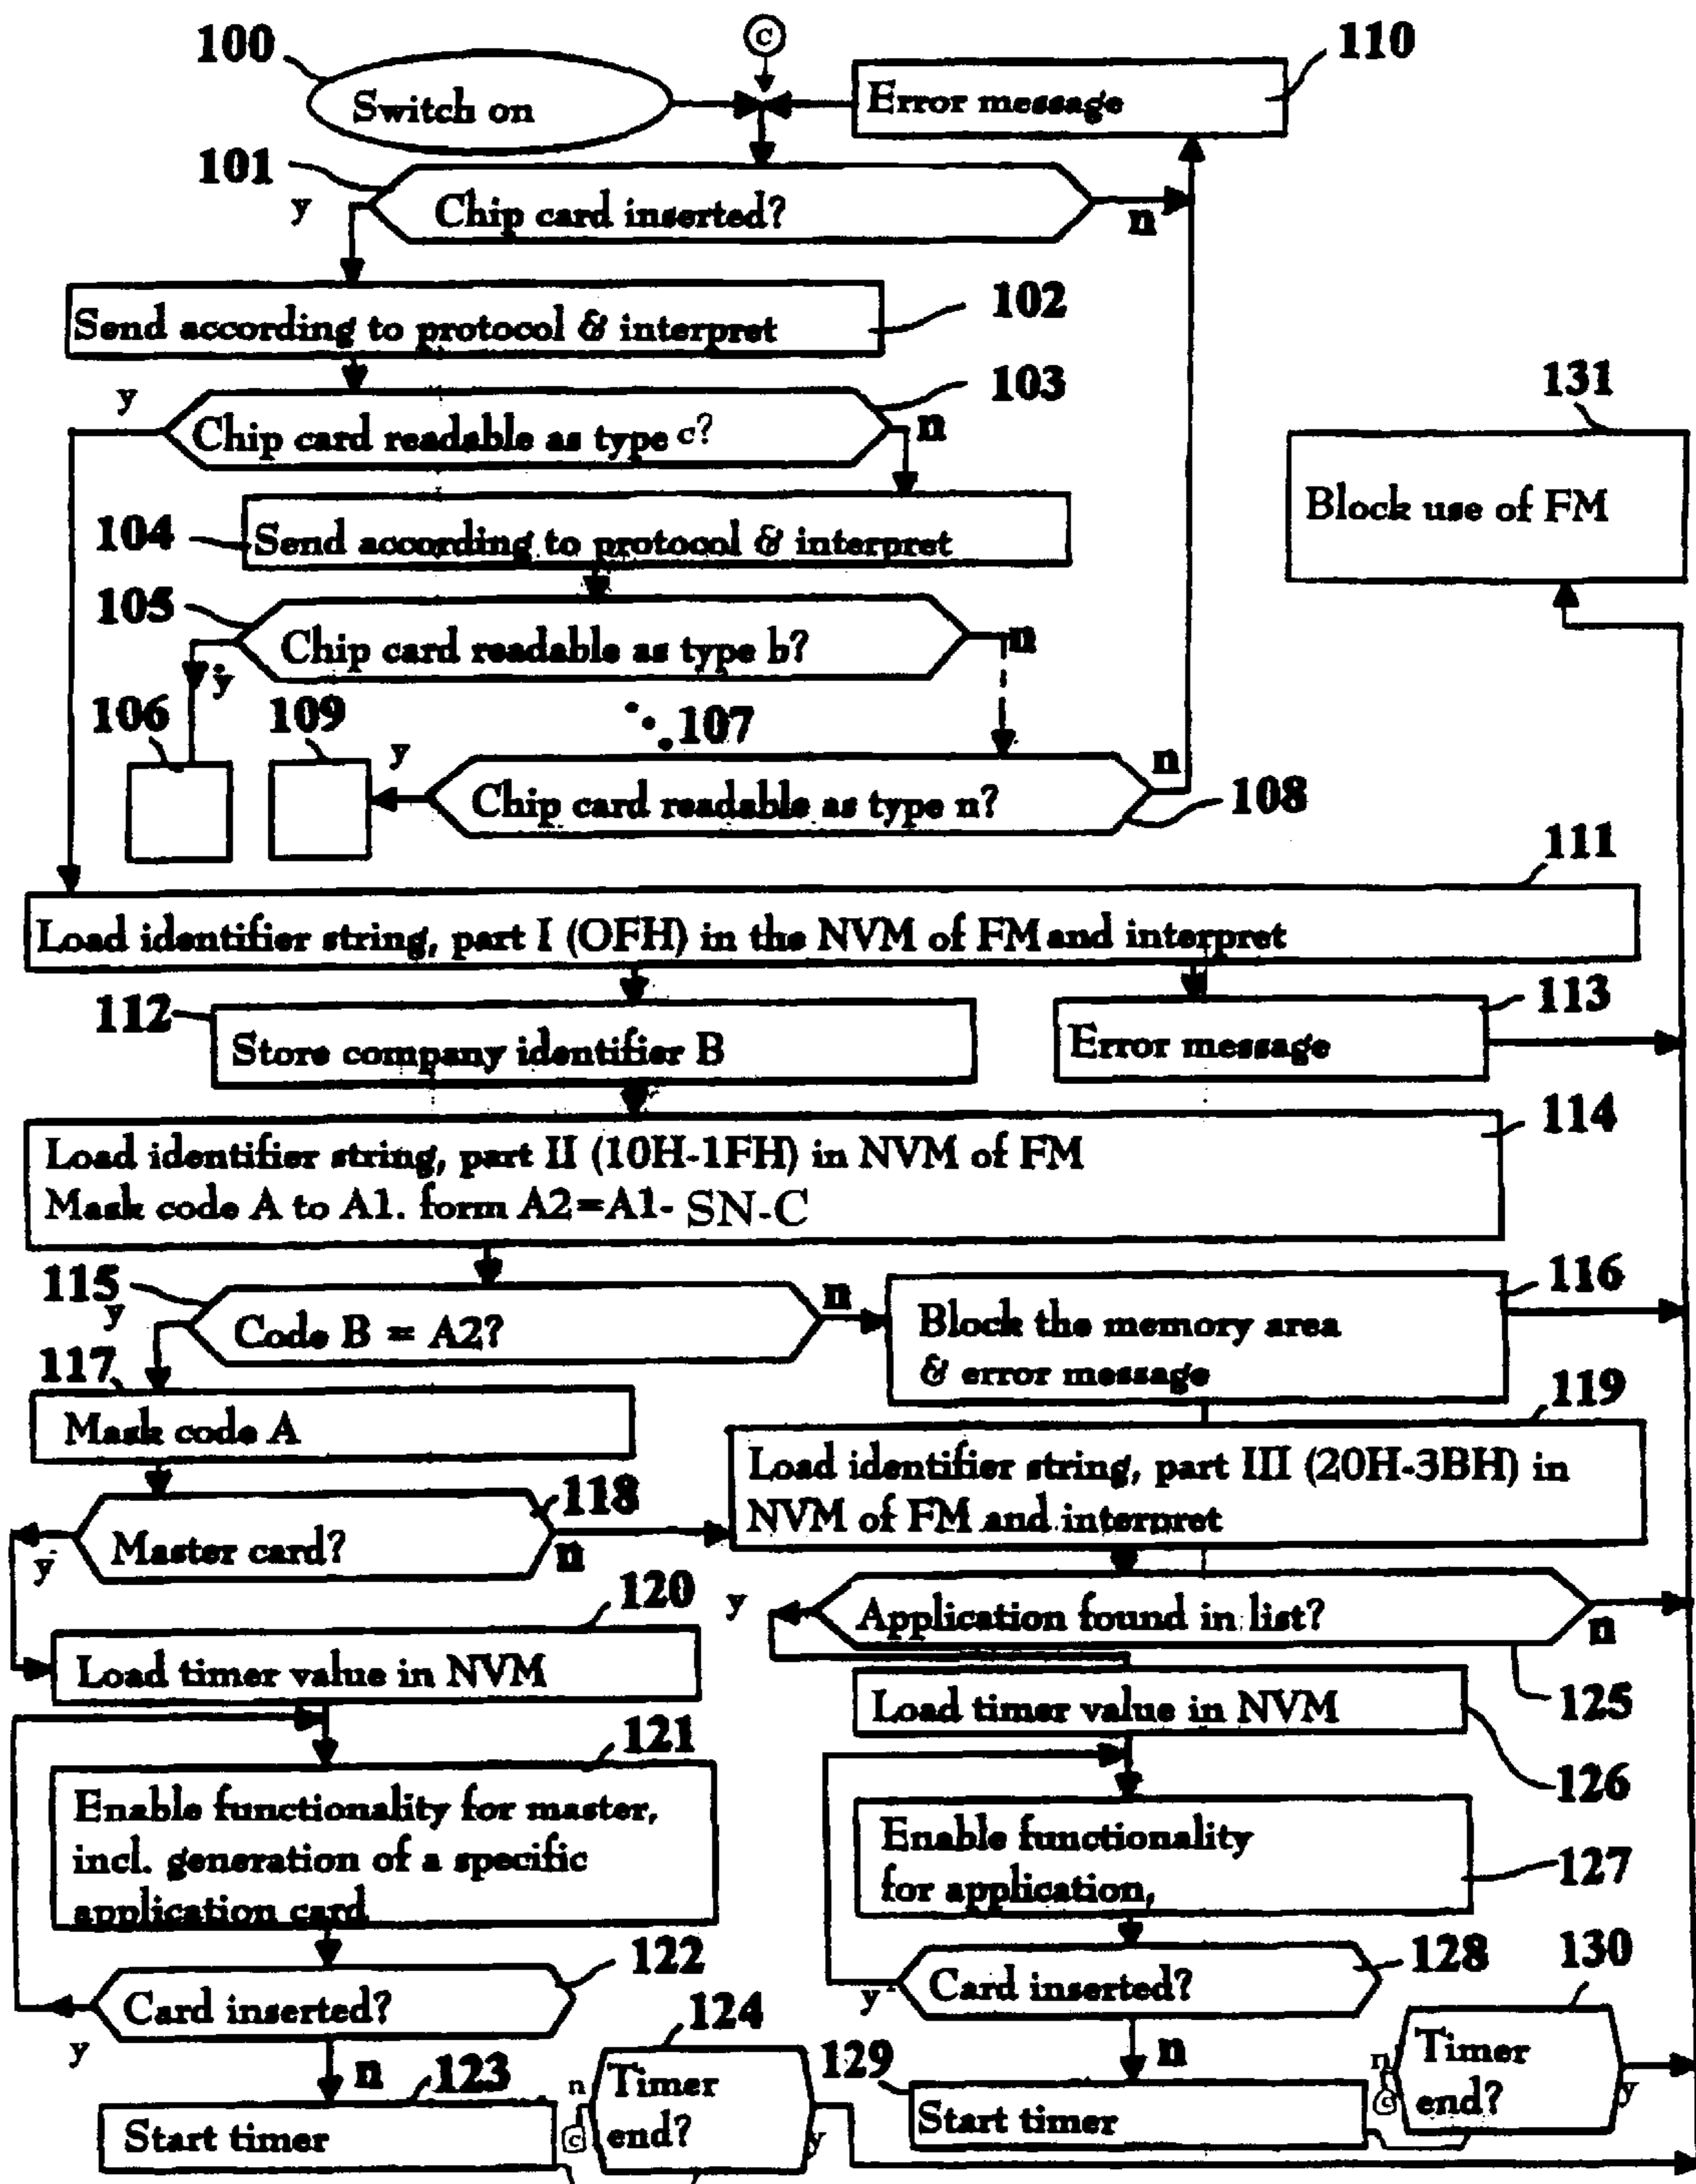 100
c
110
Switch on
Error message
101
y
Chip card inserted?
n
Send according to protocol & interpret
102
y
103
Chip card readable as type c?
n
131
Block use of FM
104
Send according to protocol & interpret
105
Chip card readable as type b?
n
y
106
109
107
y
Chip card readable as type n?
n
108
111
Load identifier string, part I (OFH) in the NVM of FM and interpret
112
Store company identifier B
113
Error message
114
Load identifier string, part II (10H-1FH) in NVM of FM
Mask code A to A1. form A2=A1- SN-C
115
y
Code B = A2?
n
116
Block the memory area
& error message
117
Mask code A
119
Load identifier string, part III (20H-3BH) in
NVM of FM and interpret
118
Master card?
y
n
120
Load timer value in NVM
y
Application found in list?
n
125
Load timer value in NVM
126
121
Enable functionality for master,
incl. generation of a specific
application card
Enable functionality
for application,
127
122
Card inserted?
y
n
128
Card inserted?
y
n
130
Timer
end?
n
c
y
123
Start timer
124
Timer
end?
n
c
y
129
Start timer